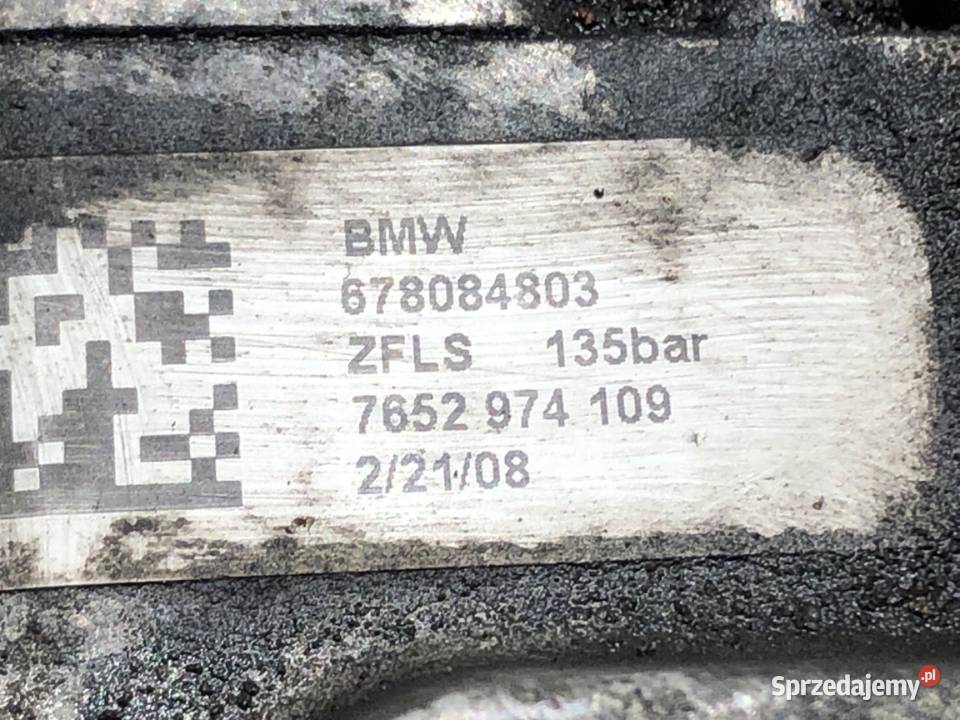 BMW
678084803
ZFLS 135bar
7652 974 109
2/21/08
Sprzedajemy.pl